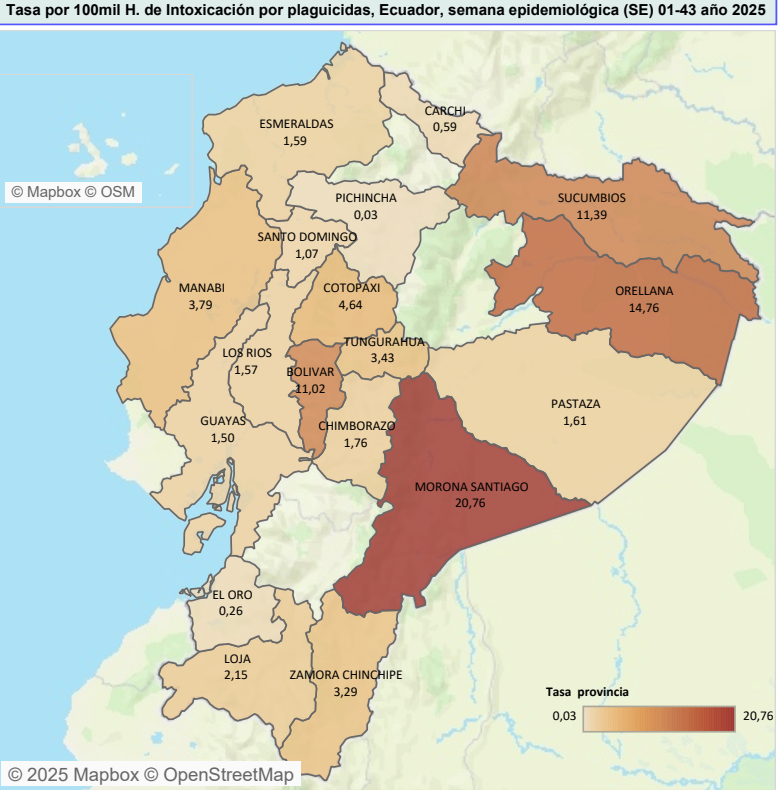 Tasa por 100mil H. de Intoxicación por plaguicidas, Ecuador, semana epidemiológica (SE) 01-43 año 2025
CARCHI
0,59
ESMERALDAS
1,59
© Mapbox © OSM
PICHINCHA
0,03
SUCUMBIOS
11,39
SANTO DOMINGO
1,07
MANABI
3,79
COTOPAXI
4,64
ORELLANA
14,76
TUNGURAHUA
3,43
LOS RIOS
1,57
BOLIVAR
11,02
PASTAZA
1,61
GUAYAS
1,50
CHIMBORAZO
1,76
MORONA SANTIAGO
20,76
EL ORO
0,26
LOJA
2,15
ZAMORA CHINCHIPE
3,29
Tasa provincia
0,03 20,76
© 2025 Mapbox © OpenStreetMap